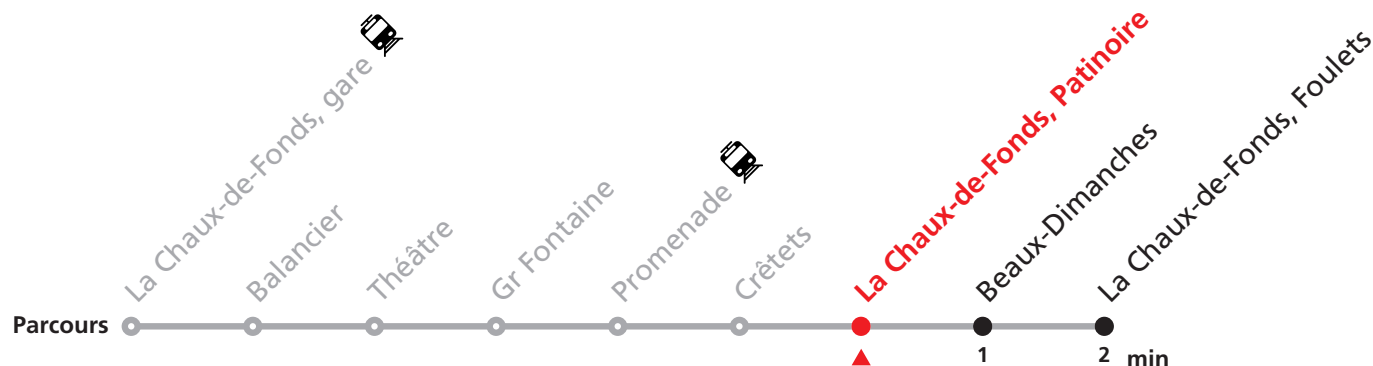 La Chaux-de-Fonds, gare
Balancier
Théâtre
Gr Fontaine
Promenade
Crêtets
La Chaux-de-Fonds, Patinoire
Beaux-Dimanches
La Chaux-de-Fonds, Foulets
Parcours
1 2 min